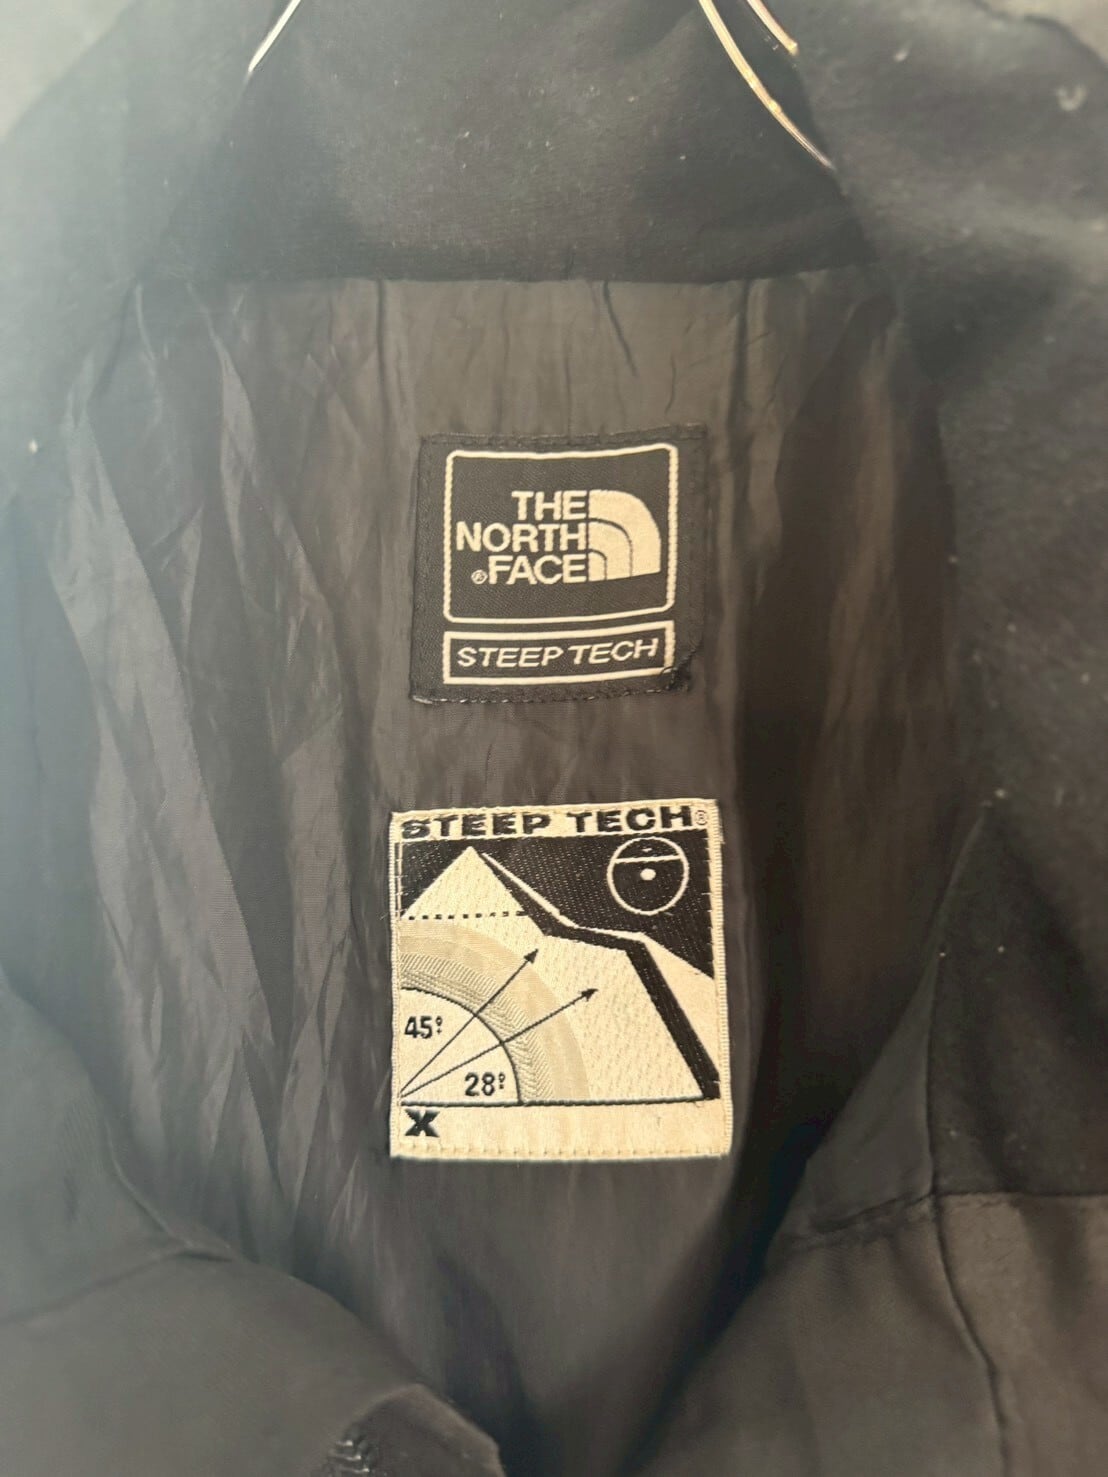 THE
NORTH
®FACE
STEEP TECH
STEEP TECH®
45°
28°
X